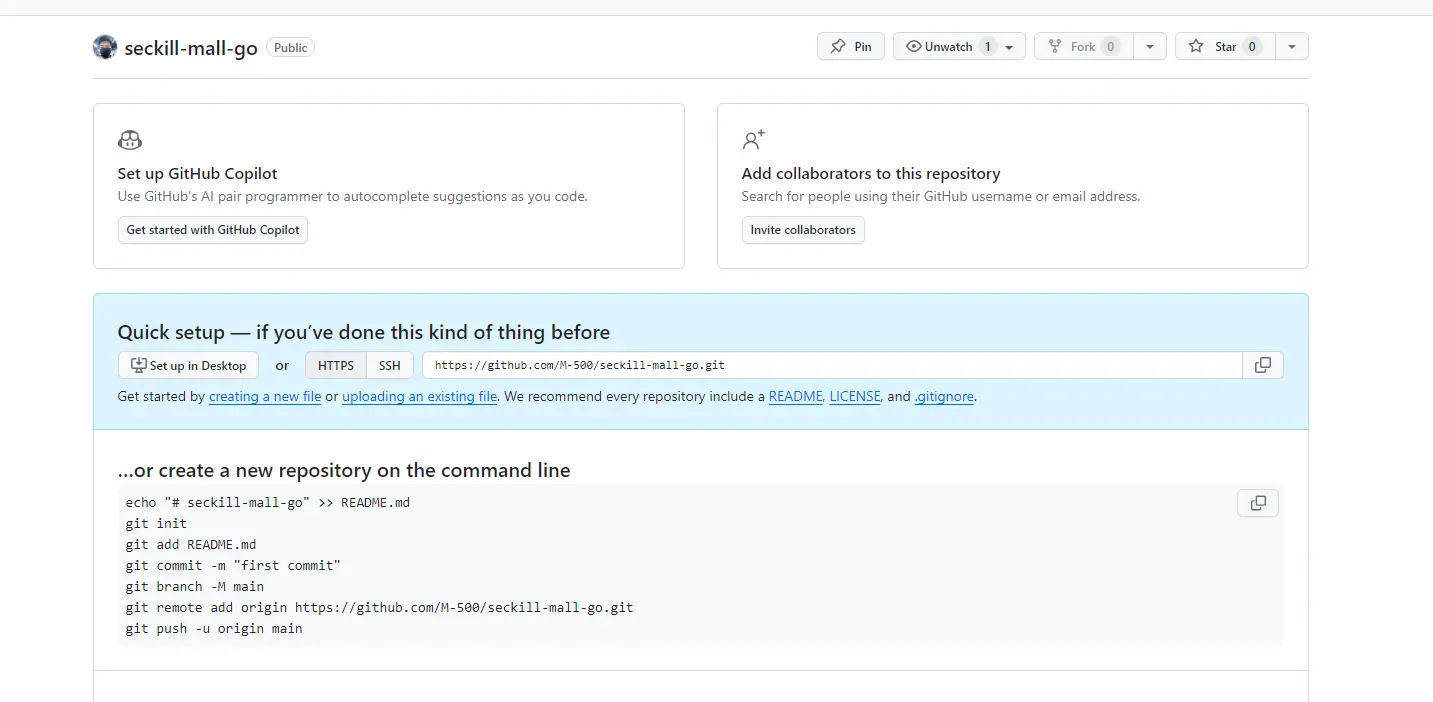 seckill-mall-go Public Pin Unwatch 1 Fork 0 Star 0
Set up GitHub Copilot
Use GitHub's AI pair programmer to autocomplete suggestions as you code.
Get started with GitHub Copilot
Add collaborators to this repository
Search for people using their GitHub username or email address.
Invite collaborators
Quick setup — if you’ve done this kind of thing before
Set up in Desktop or HTTPS SSH https://github.com/M-500/seckill-mall-go.git
Get started by creating a new file or uploading an existing file. We recommend every repository include a README, LICENSE, and .gitignore.
…or create a new repository on the command line
echo "# seckill-mall-go" >> README.md
git init
git add README.md
git commit -m "first commit"
git branch -M main
git remote add origin https://github.com/M-500/seckill-mall-go.git
git push -u origin main